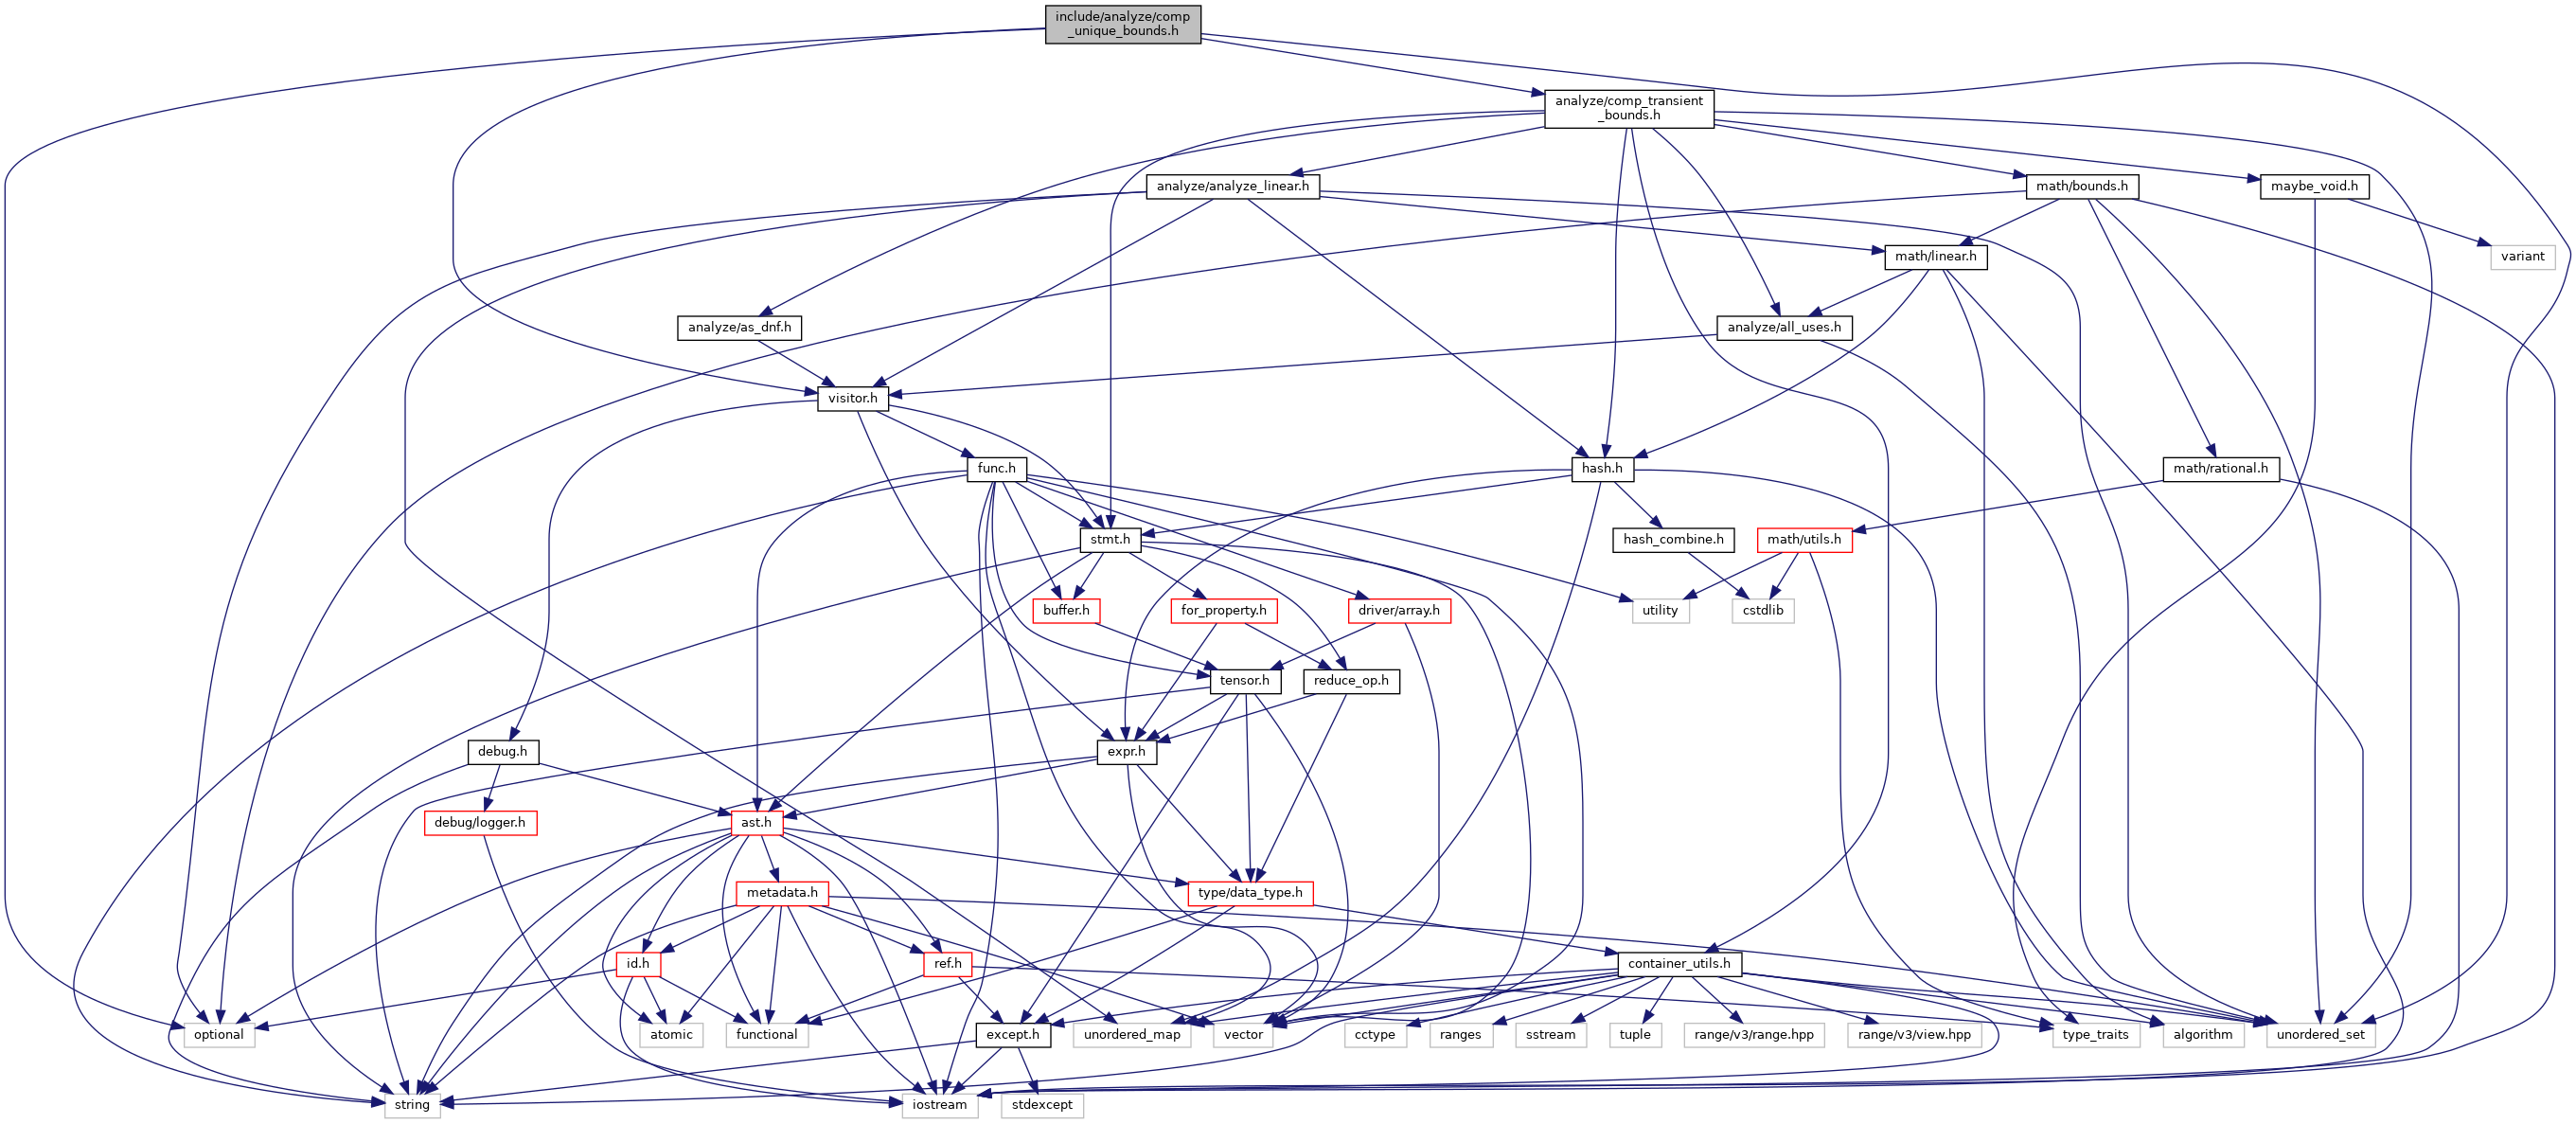 include/analyze/comp
_unique_bounds.h
analyze/comp_transient
_bounds.h
analyze/analyze_linear.h
math/bounds.h
maybe_void.h
math/linear.h
variant
analyze/as_dnf.h
analyze/all_uses.h
visitor.h
func.h
hash.h
math/rational.h
stmt.h
hash_combine.h
math/utils.h
buffer.h
for_property.h
driver/array.h
utility
cstdlib
tensor.h
reduce_op.h
debug.h
expr.h
debug/logger.h
ast.h
metadata.h
type/data_type.h
id.h
ref.h
container_utils.h
optional
atomic
functional
except.h
unordered_map
vector
cctype
ranges
sstream
tuple
range/v3/range.hpp
range/v3/view.hpp
type_traits
algorithm
unordered_set
string
iostream
stdexcept